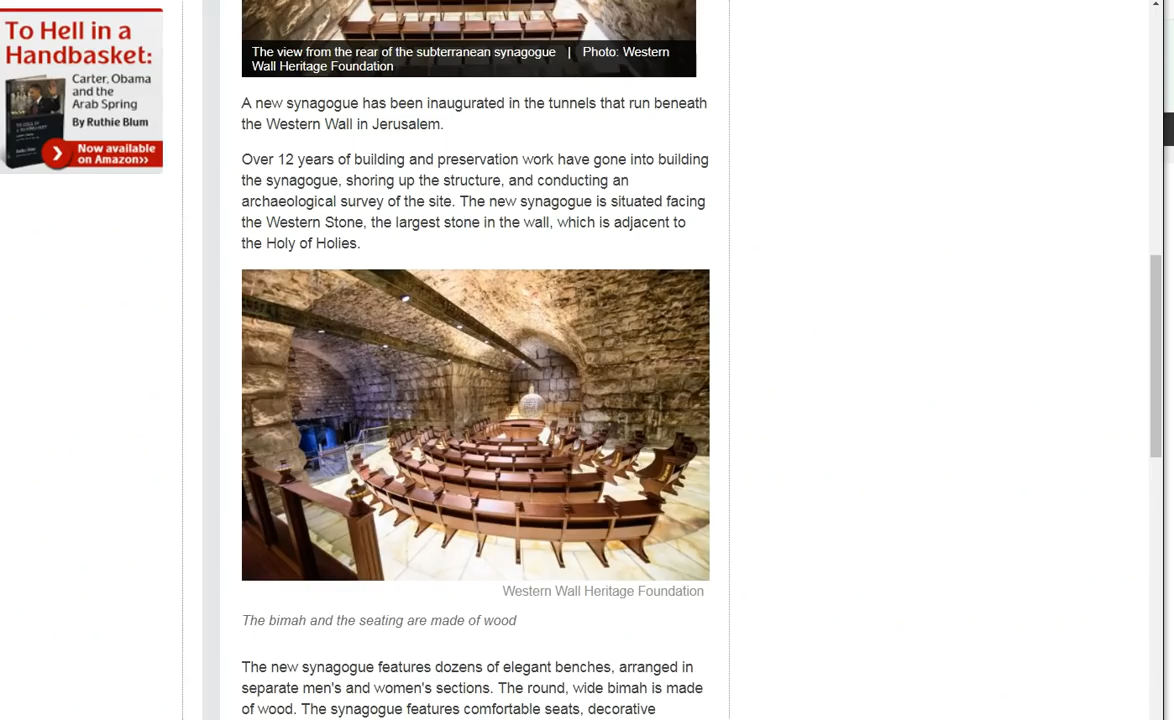 To Hell in a
Handbasket:
Carter, Obama
and the
Arab Spring
By Ruthie Blum
Now available
on Amazon>>
The view from the rear of the subterranean synagogue | Photo: Western
Wall Heritage Foundation
A new synagogue has been inaugurated in the tunnels that run beneath
the Western Wall in Jerusalem.
Over 12 years of building and preservation work have gone into building
the synagogue, shoring up the structure, and conducting an
archaeological survey of the site. The new synagogue is situated facing
the Western Stone, the largest stone in the wall, which is adjacent to
the Holy of Holies.
Western Wall Heritage Foundation
The bimah and the seating are made of wood
The new synagogue features dozens of elegant benches, arranged in
separate men's and women's sections. The round, wide bimah is made
of wood. The synagogue features comfortable seats, decorative